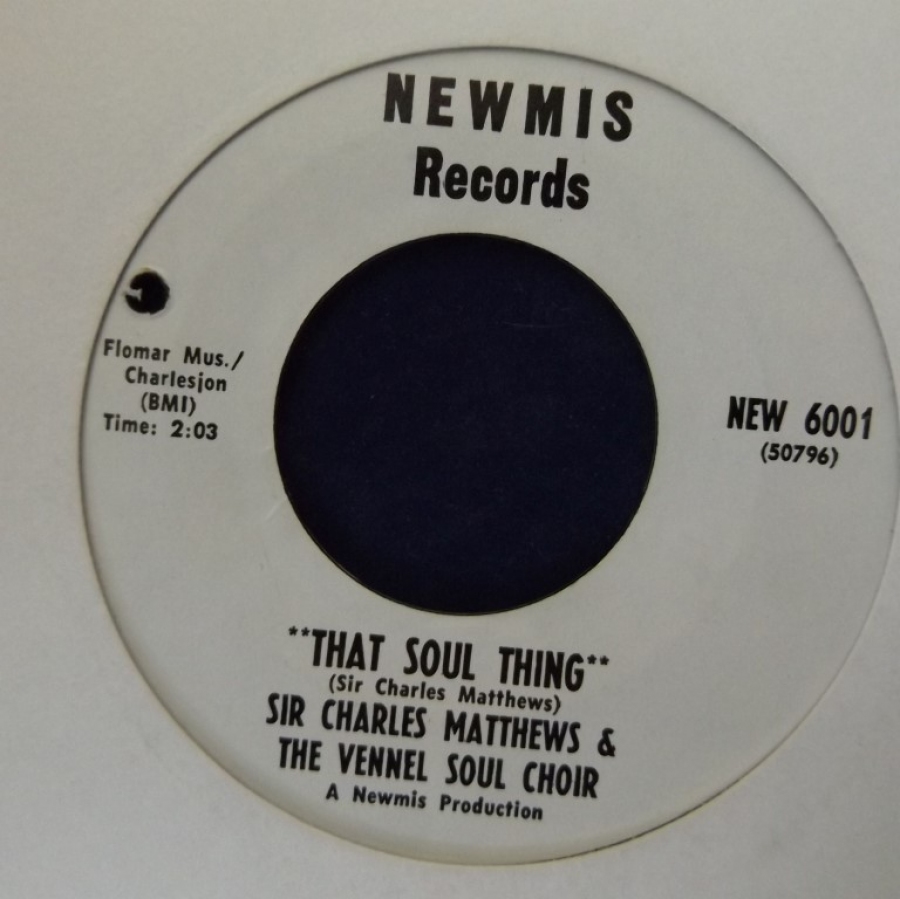 NEWMIS
Records
Flomar Mus./
Charlesjon
(BMI)
Time: 2:03
NEW 6001
(50796)
**THAT SOUL THING**
(Sir Charles Matthews)
SIR CHARLES MATTHEWS &
THE VENNEL SOUL CHOIR
A Newmis Production